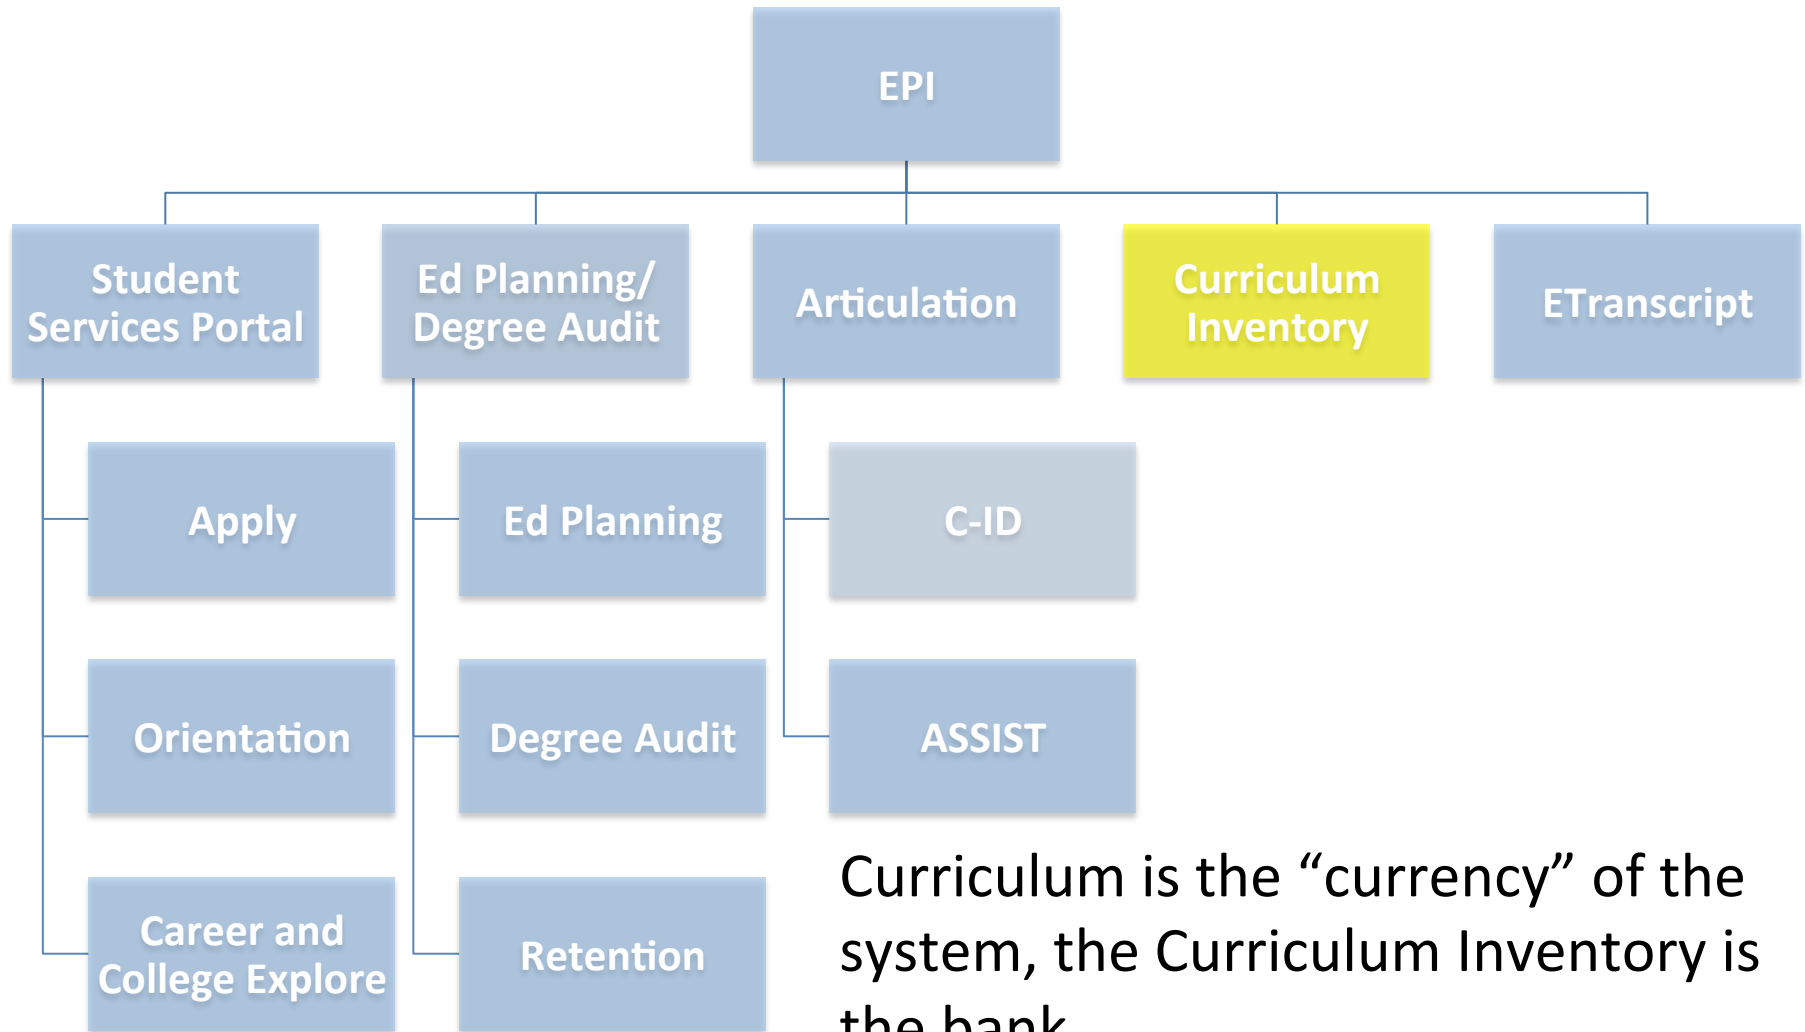 EPI
Student
Services Portal
Ed Planning/
Degree Audit
Articulation
Curriculum
Inventory
ETranscript
Apply
Ed Planning
C-ID
Orientation
Degree Audit
ASSIST
Career and
College Explore
Retention
Curriculum is the “currency” of the
system, the Curriculum Inventory is
the bank